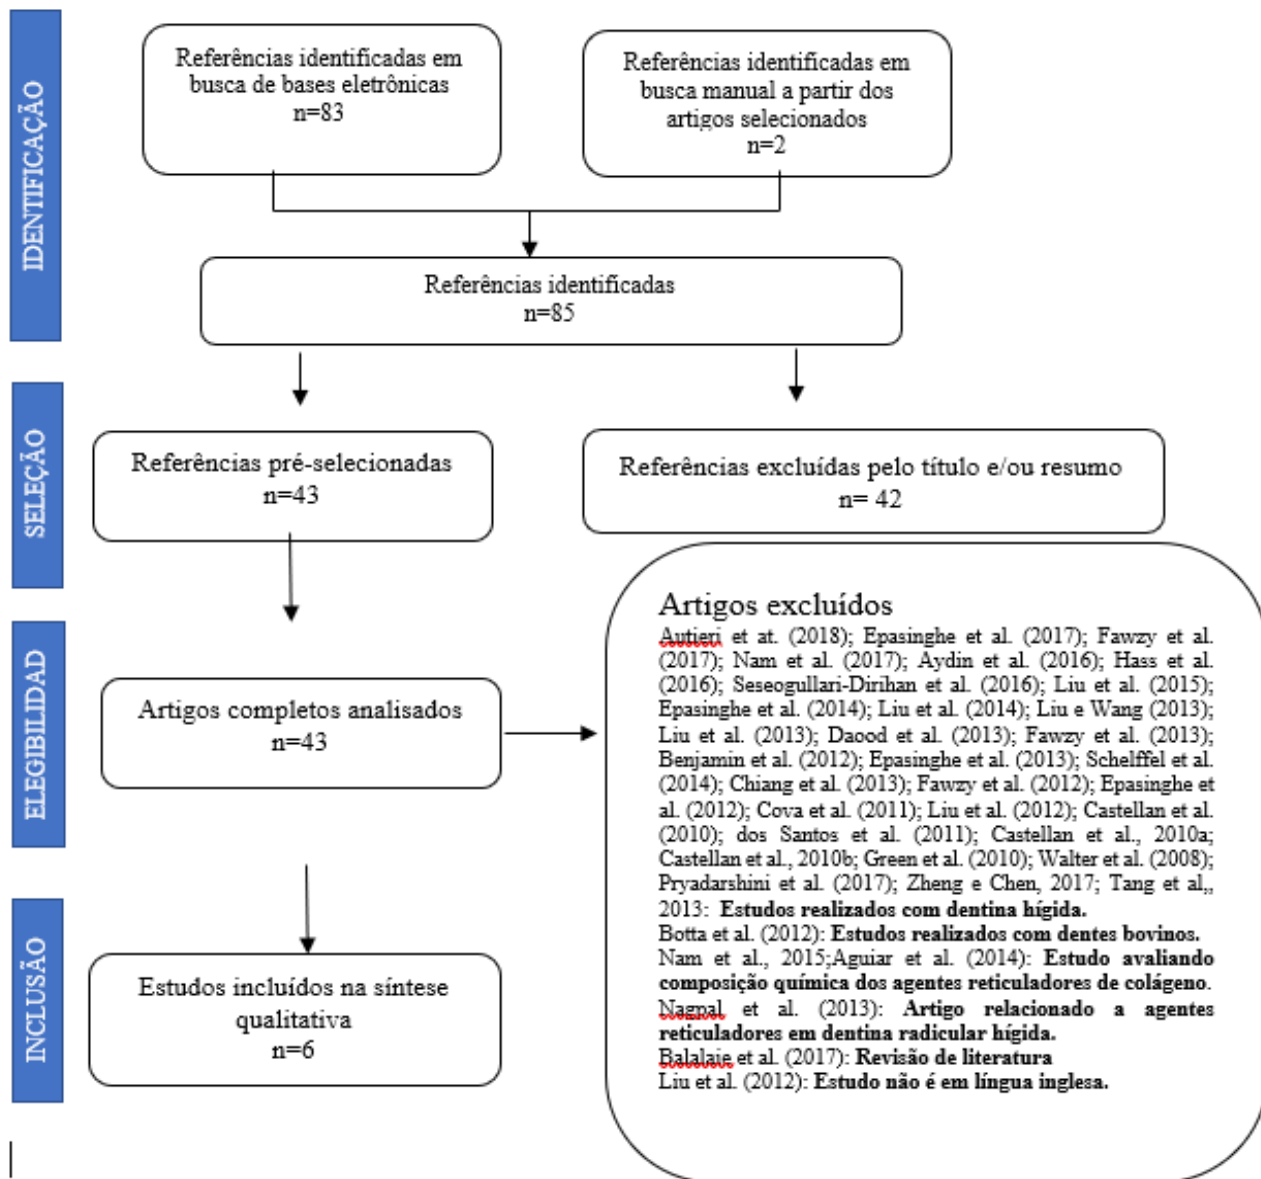 IDENTIFICAÇÃO
Referências identificadas em
busca de bases eletrônicas
n=83
Referências identificadas em
busca manual a partir dos
artigos selecionados
n=2
Referências identificadas
n=85
SELEÇÃO
Referências pré-selecionadas
n=43
Referências excluídas pelo título e/ou resumo
n= 42
ELEGIBILIDAD
Artigos completos analisados
n=43
Artigos excluídos
Autieri et at. (2018); Epasinghe et al. (2017); Fawzy et al.
(2017); Nam et al. (2017); Aydin et al. (2016); Hass et al.
(2016); Seseogullari-Dirihan et al. (2016); Liu et al. (2015);
Epasinghe et al. (2014); Liu et al. (2014); Liu e Wang (2013);
Liu et al. (2013); Daood et al. (2013); Fawzy et al. (2013);
Benjamin et al. (2012); Epasinghe et al. (2013); Schelffel et al.
(2014); Chiang et al. (2013); Fawzy et al. (2012); Epasinghe et
al. (2012); Cova et al. (2011); Liu et al. (2012); Castellan et al.
(2010); dos Santos et al. (2011); Castellan et al., 2010a;
Castellan et al., 2010b; Green et al. (2010); Walter et al. (2008);
Pryadarshini et al. (2017); Zheng e Chen, 2017; Tang et al,,
2013: Estudos realizados com dentina hígida.
Botta et al. (2012): Estudos realizados com dentes bovinos.
Nam et al., 2015;Aguiar et al. (2014): Estudo avaliando
composição química dos agentes reticuladores de colágeno.
Nagpal et al. (2013): Artigo relacionado a agentes
reticuladores em dentina radicular hígida.
Balalaie et al. (2017): Revisão de literatura
Liu et al. (2012): Estudo não é em língua inglesa.
INCLUSÃO
Estudos incluídos na síntese
qualitativa
n=6